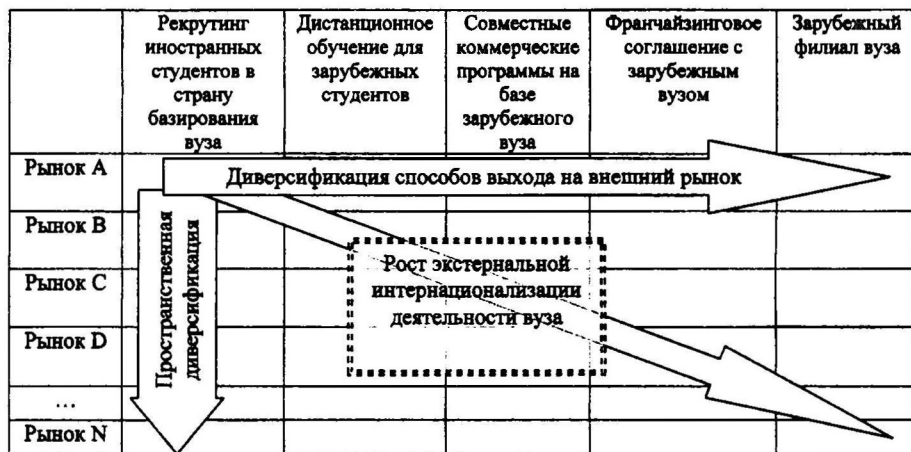 Рекрутинг
иностранных
студентов в
страну
базирования
вуза
Дистанционное
обучение для
зарубежных
студентов
Совместные
коммерческие
программы на
базе
зарубежного
вуза
Франчайзинговое
соглашение с
зарубежным
вузом
Зарубежный
филиал вуза
Рынок A
Диверсификация способов выхода на внешний рынок
Рынок B
Рынок C
Рынок D
...
Рынок N
Пространственная
диверсификация
Рост экстернальной
интернационализации
деятельности вуза